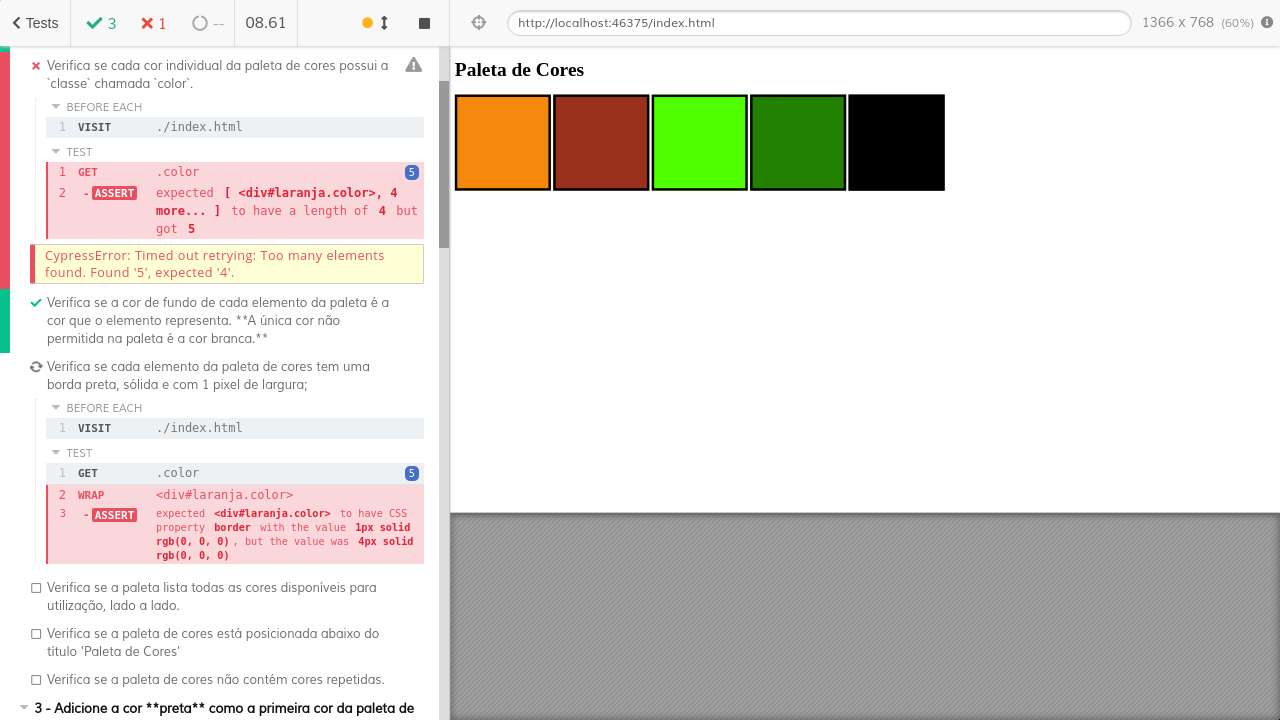 Tests
3
1
--
08.61
http://localhost:46375/index.html
1366 x 768 (60%)
Verifica se cada cor individual da paleta de cores possui a
`classe` chamada `color`.
BEFORE EACH
1 VISIT ./index.html
TEST
1 GET .color 5
2 - ASSERT expected [ <div#laranja.color>, 4
more... ] to have a length of 4 but
got 5
CypressError: Timed out retrying: Too many elements
found. Found '5', expected '4'.
Verifica se a cor de fundo de cada elemento da paleta é a
cor que o elemento representa. **A única cor não
permitida na paleta é a cor branca.**
Verifica se cada elemento da paleta de cores tem uma
borda preta, sólida e com 1 pixel de largura;
BEFORE EACH
1 VISIT ./index.html
TEST
1 GET .color 5
2 WRAP <div#laranja.color>
3 - ASSERT expected <div#laranja.color> to have CSS
property border with the value 1px solid
rgb(0, 0, 0), but the value was 4px solid
rgb(0, 0, 0)
Verifica se a paleta lista todas as cores disponíveis para
utilização, lado a lado.
Verifica se a paleta de cores está posicionada abaixo do
título 'Paleta de Cores'
Verifica se a paleta de cores não contém cores repetidas.
3 - Adicione a cor **preta** como a primeira cor da paleta de
Paleta de Cores